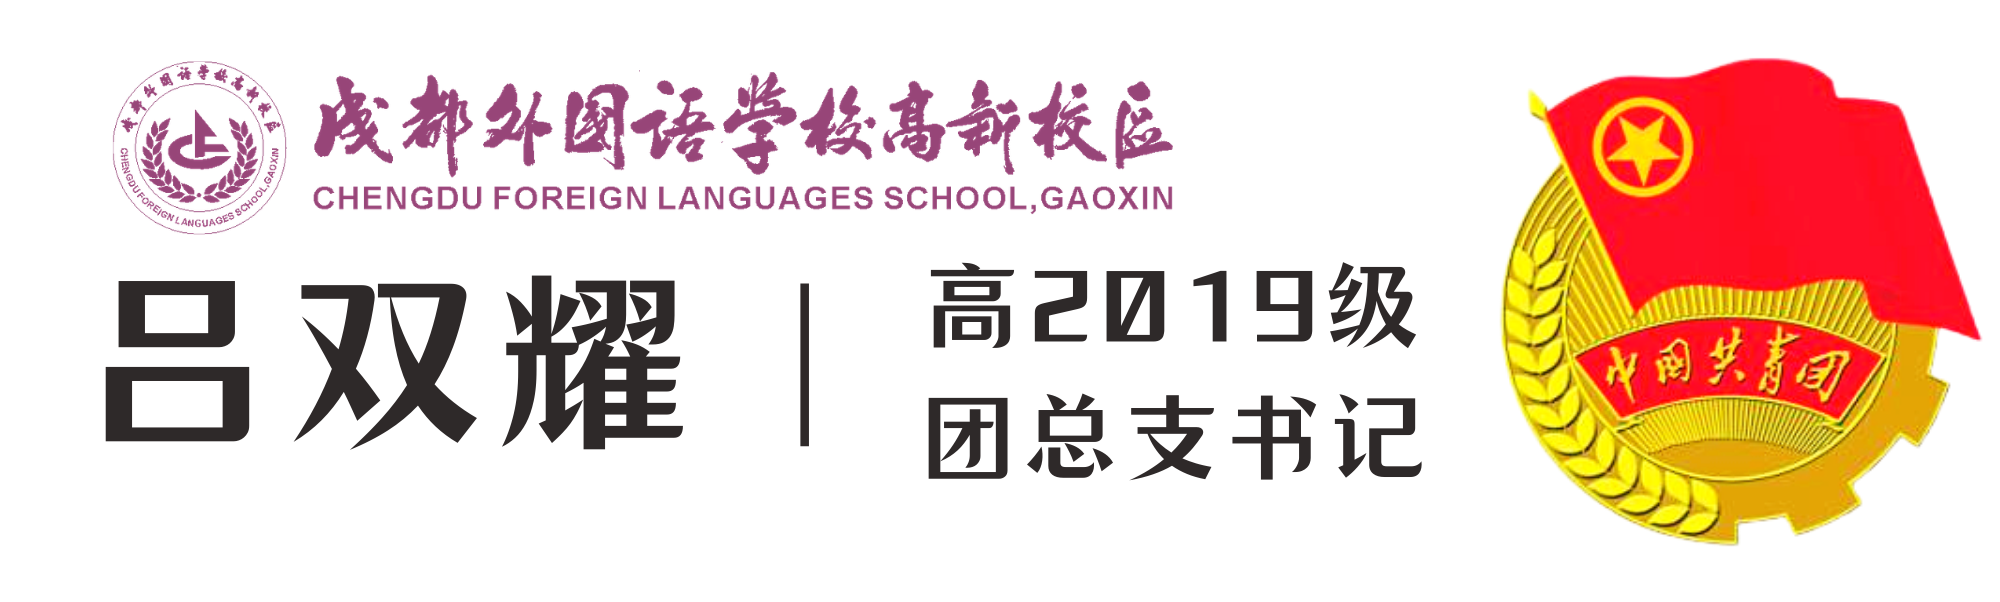 成都外国语学校高新校区
CHENGDU FOREIGN LANGUAGES SCHOOL,GAOXIN
成都外国语学校高新校区
CHENGDU FOREIGN LANGUAGES SCHOOL,GAOXIN
吕双耀
高2019级
团总支书记
中国共青团